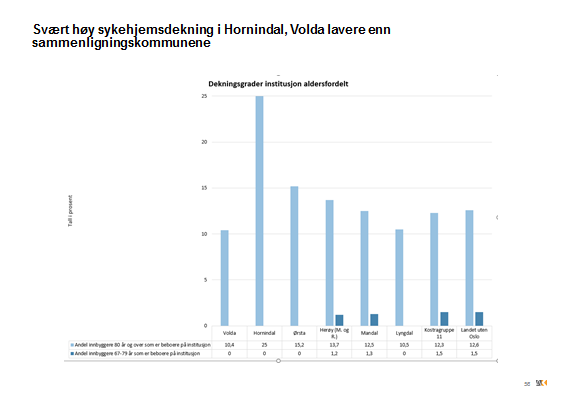 Svært høy sykehjemsdekning i Hornindal, Volda lavere enn
sammenligningskommunene
Dekningsgrader institusjon aldersfordelt
25
20
15
10
5
0
Tall i prosent
Volda Hornindal Ørsta Herøy (M. og R.) Mandal Lyngdal Kostragruppe 11 Landet uten Oslo
Andel innbyggere 80 år og over som er beboere på institusjon 10,4 25 15,2 13,7 12,5 10,5 12,3 12,6
Andel innbyggere 67-79 år som er beboere på institusjon 0 0 0 1,2 1,3 0 1,5 1,5